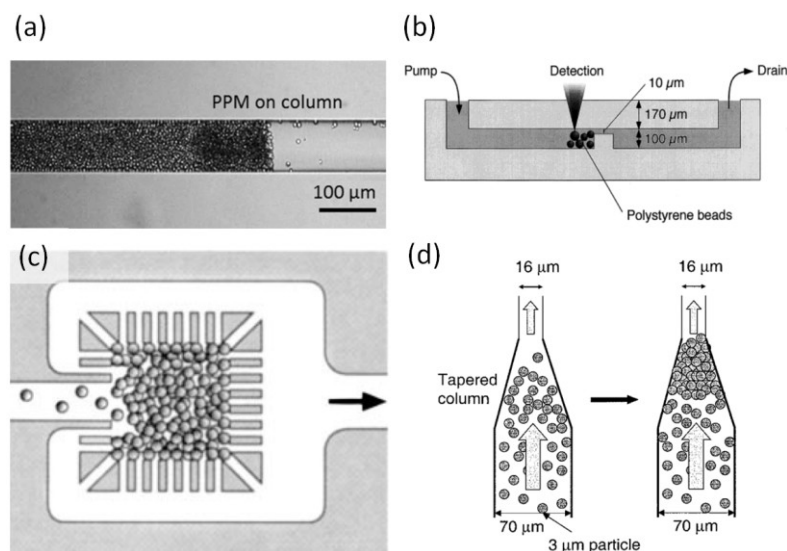 (a)
PPM on column
100 μm
(b)
Pump
Detection
10 μm
Drain
170 μm
100 μm
Polystyrene beads
(c)
(d)
16 μm
16 μm
Tapered
column
70 μm
3 μm particle
70 μm